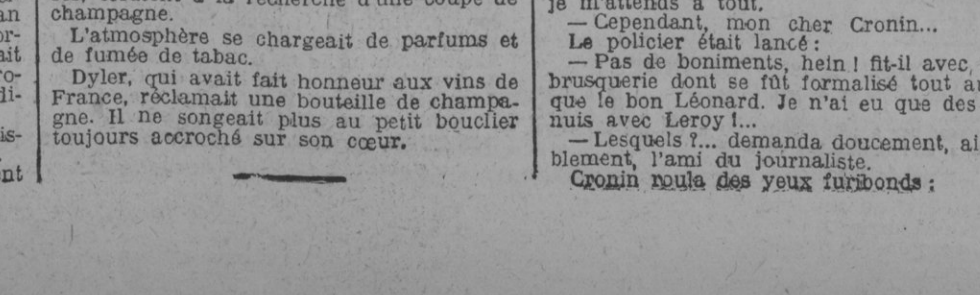 champagne.
L'atmosphère se chargeait de parfums et
de fumée de tabac.
Dyler, qui avait fait honneur aux vins de
France, réclamait une bouteille de champa-
gne. Il ne songeait plus au petit bouclier
toujours accroché sur son cœur.
je m'attends à tout.
— Cependant, mon cher Cronin...
Le policier était lancé :
— Pas de boniments, hein ! fit-il avec,
brusquerie dont se fût formalisé tout
que le bon Léonard. Je n'ai eu que des
nuis avec Leroy !...
— Lesquels ?... demanda doucement,
blement, l'ami du journaliste.
Cronin roula des yeux furibonds :